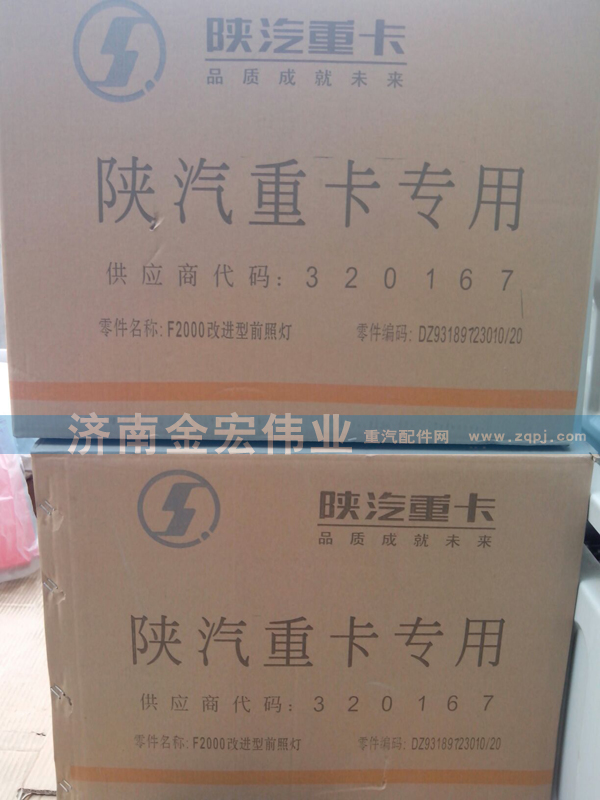 陕汽重卡
品质成就未来
陕汽重卡专用
供应商代码：320167
零件名称：F2000改进型前照灯 零件编码：DZ93189723010/20
济南金宏伟业 重汽配件网 www.zqpj.com
陕汽重卡
品质成就未来
陕汽重卡专用
供应商代码：320167
零件名称：F2000改进型前照灯 零件编码：DZ93189723010/20